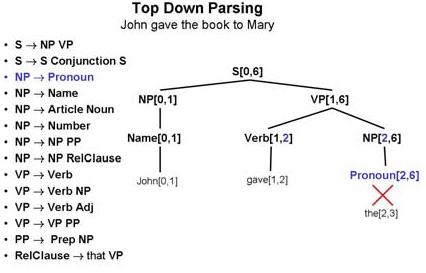 Top Down Parsing
John gave the book to Mary
• S → NP VP
• S → S Conjunction S
• NP → Pronoun
• NP → Name
• NP → Article Noun
• NP → Number
• NP → NP PP
• NP → NP RelClause
• VP → Verb
• VP → Verb NP
• VP → Verb Adj
• VP → VP PP
• PP → Prep NP
• RelClause → that VP
S[0,6]
NP[0,1] VP[1,6]
Name[0,1] Verb[1,2] NP[2,6]
John[0,1] gave[1,2] Pronoun[2,6]
the[2,3]